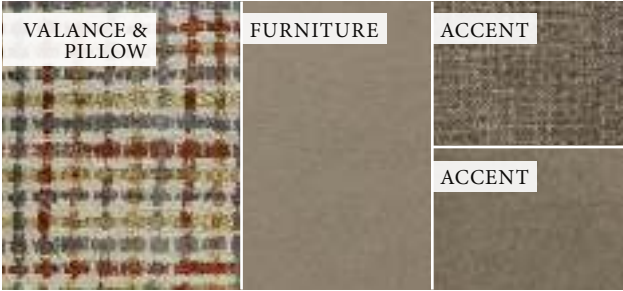 VALANCE &
PILLOW
FURNITURE
ACCENT
ACCENT